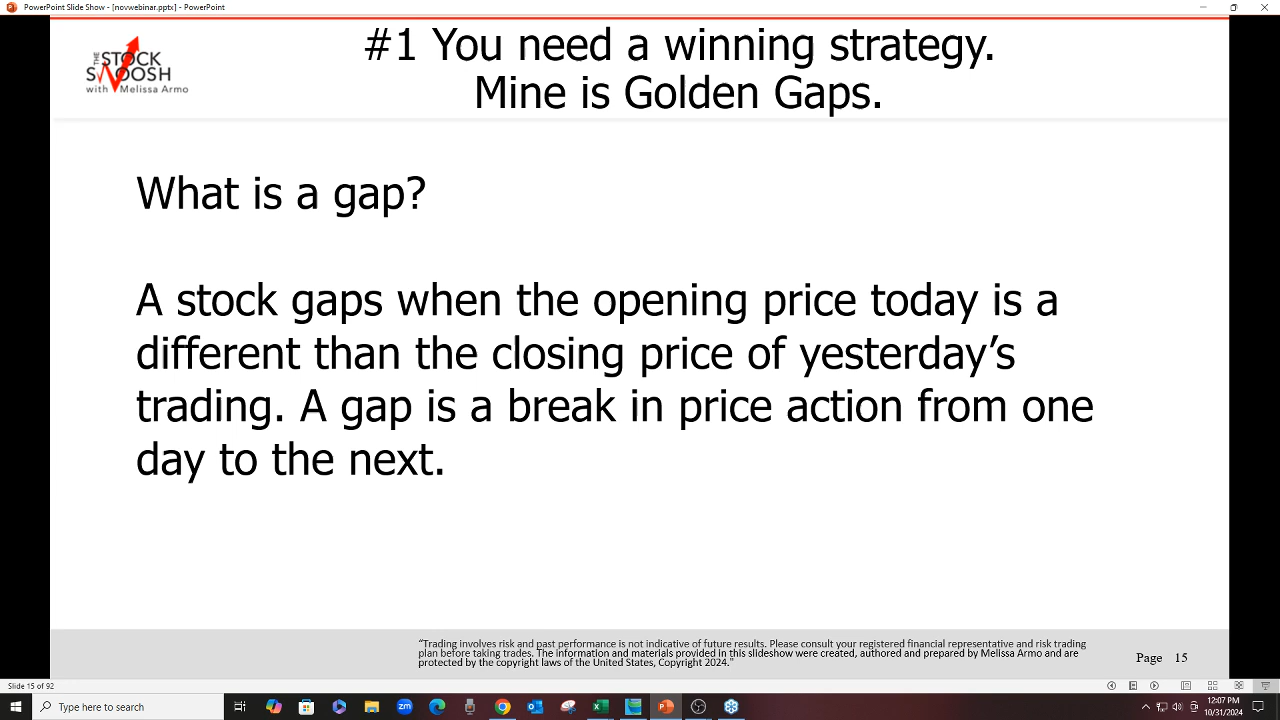 PowerPoint Slide Show - [novwebinar.pptx] - PowerPoint
#1 You need a winning strategy.
Mine is Golden Gaps.
THE
STOCK
SWOOSH
with Melissa Armo
What is a gap?
A stock gaps when the opening price today is a
different than the closing price of yesterday’s
trading. A gap is a break in price action from one
day to the next.
“Trading involves risk and past performance is not indicative of future results. Please consult your registered financial representative and risk trading
plan before taking trades. The information and materials provided in this slideshow were created, authored and prepared by Melissa Armo and are
protected by the copyright laws of the United States, Copyright 2024.”
Page 15
Slide 15 of 92
Type here to search
zm
12:07 PM
10/31/2024